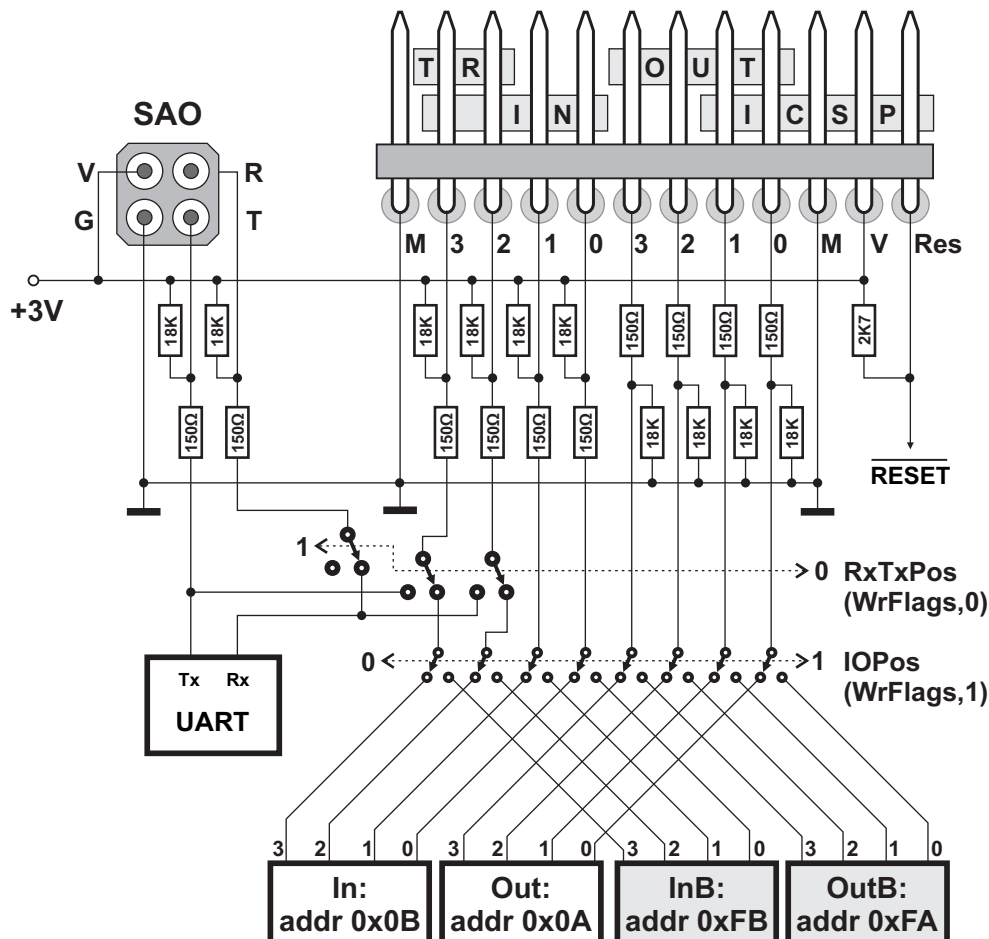 T R O U T
I N I C S P
SAO
V R
G T
M 3 2 1 0 3 2 1 0 M V Res
+3V
18K 18K 18K 18K 18K 18K 150Ω 150Ω 150Ω 150Ω 2K7
150Ω 150Ω 150Ω 150Ω 150Ω 150Ω 18K 18K 18K 18K
RESET
1 0 RxTxPos
(WrFlags,0)
0 1 IOPos
(WrFlags,1)
Tx Rx
UART
3 2 1 0 3 2 1 0 3 2 1 0 3 2 1 0
In: Out: InB: OutB:
addr 0x0B addr 0x0A addr 0xFB addr 0xFA